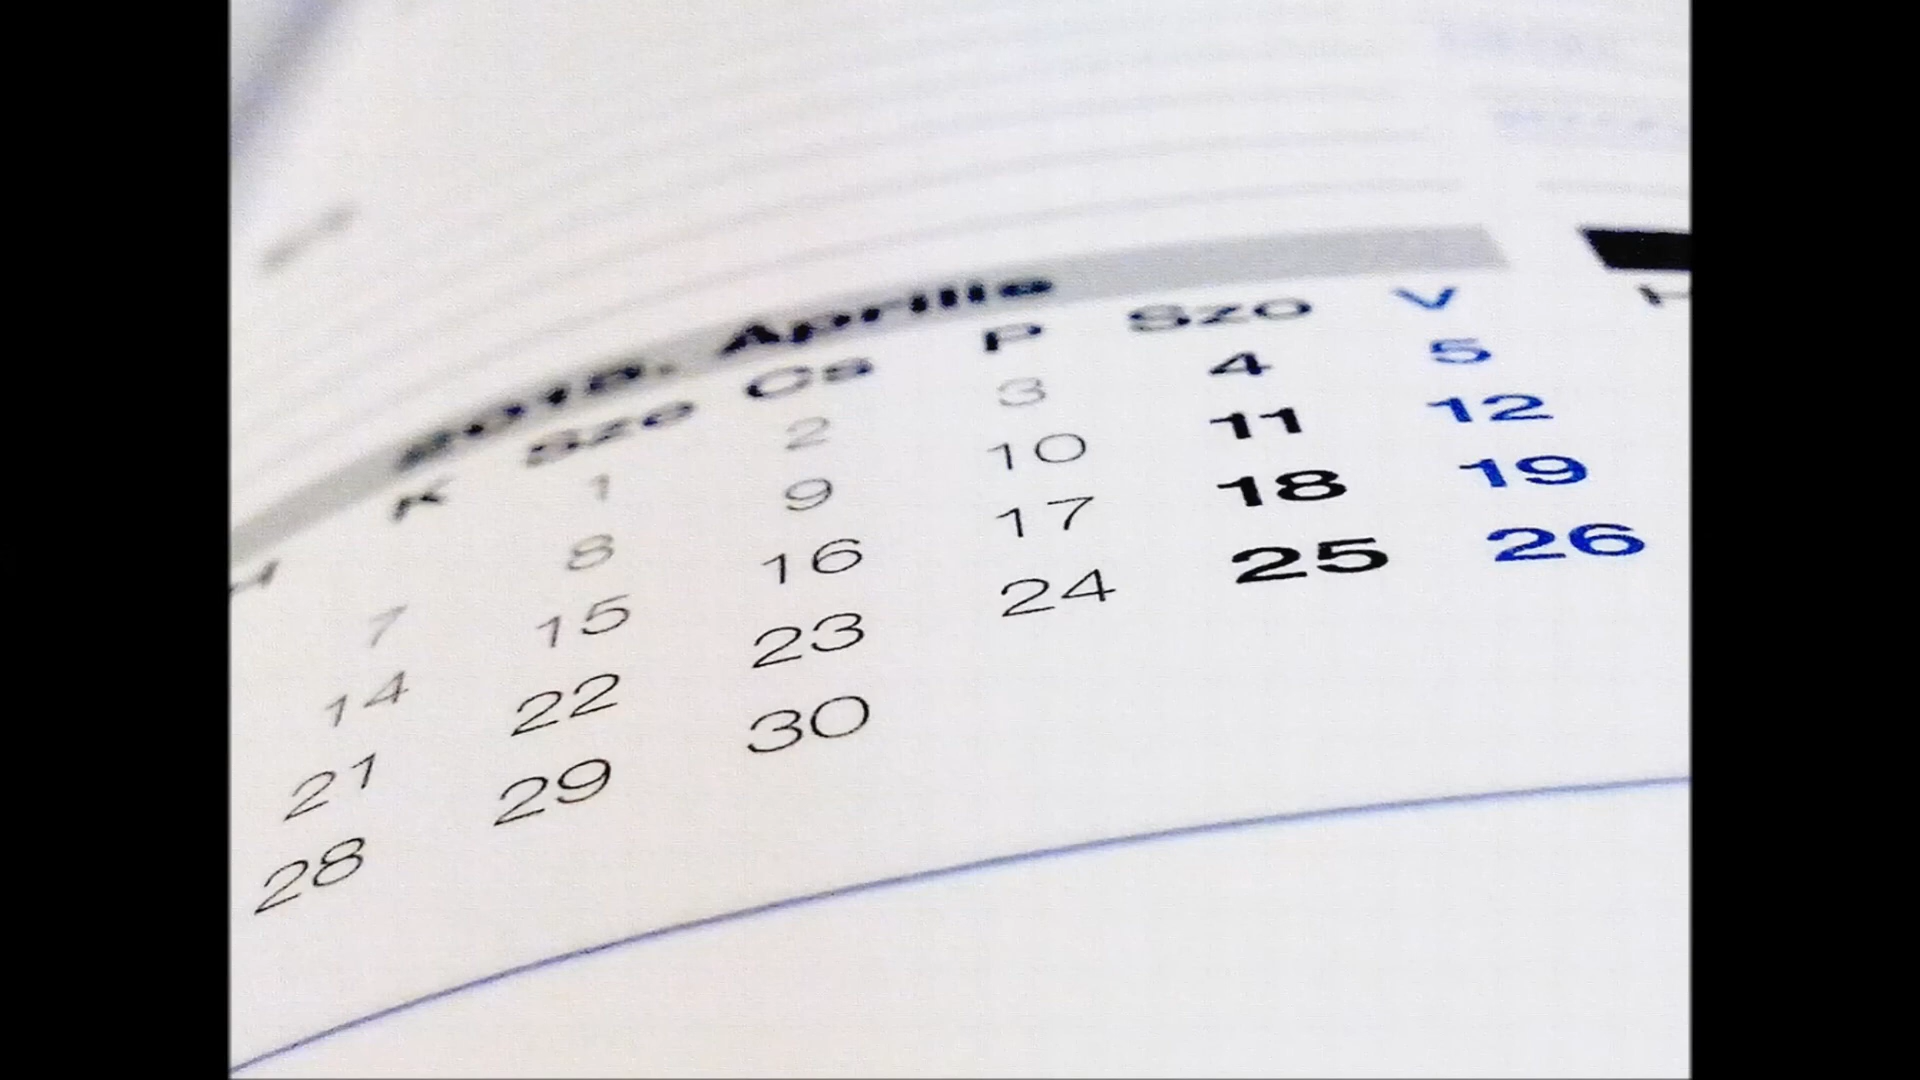 2015. Április
H K Sze Cs P Szo V
1 2 3 4 5
7 8 9 10 11 12
14 15 16 17 18 19
21 22 23 24 25 26
28 29 30